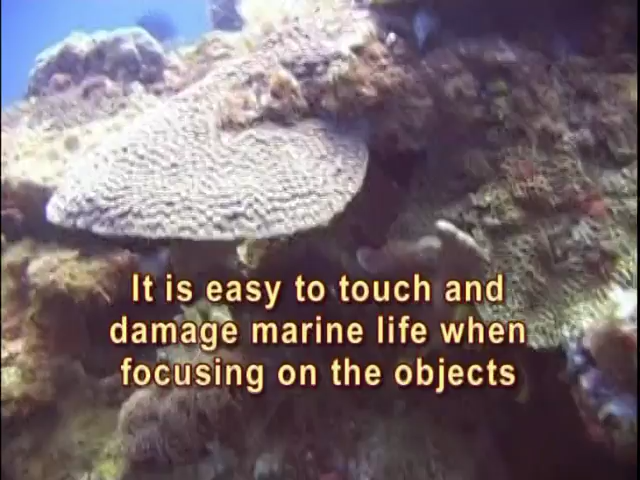 It is easy to touch and
damage marine life when
focusing on the objects